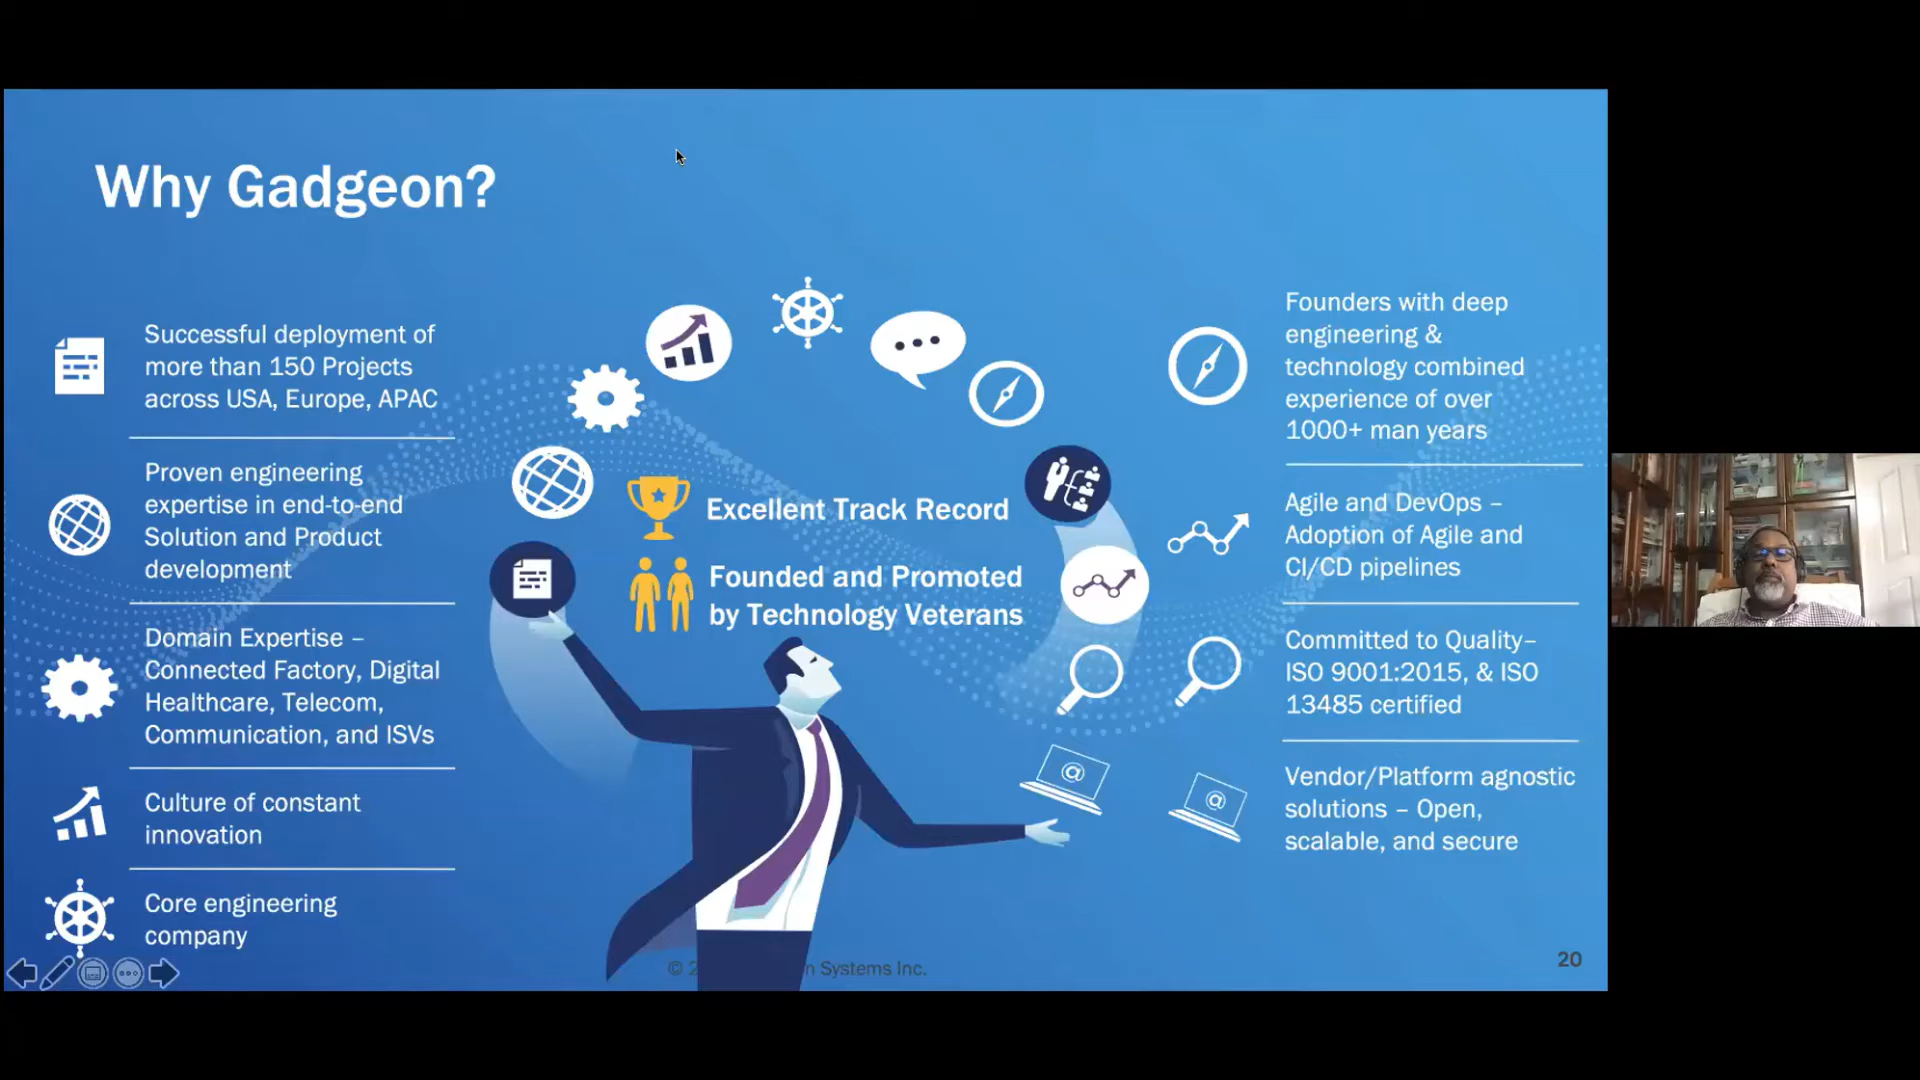 Why Gadgeon?
Successful deployment of
more than 150 Projects
across USA, Europe, APAC
Proven engineering
expertise in end-to-end
Solution and Product
development
Domain Expertise –
Connected Factory, Digital
Healthcare, Telecom,
Communication, and ISVs
Culture of constant
innovation
Core engineering
company
Excellent Track Record
Founded and Promoted
by Technology Veterans
@
Founders with deep
engineering &
technology combined
experience of over
1000+ man years
Agile and DevOps –
Adoption of Agile and
CI/CD pipelines
Committed to Quality–
ISO 9001:2015, & ISO
13485 certified
@
Vendor/Platform agnostic
solutions – Open,
scalable, and secure
© Systems Inc.
20